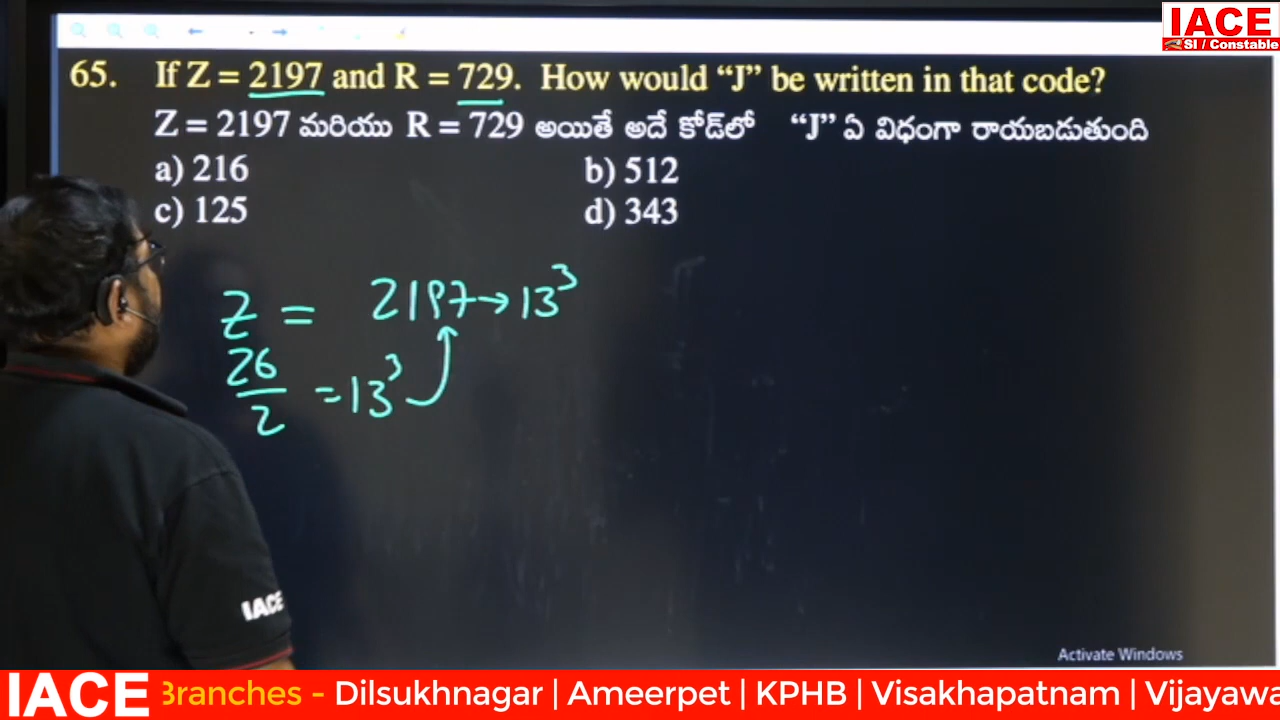 IACE
SI / Constable
65. If Z = 2197 and R = 729. How would “J” be written in that code?
Z = 2197 మరియు R = 729 అయితే అదే కోడ్‌లో “J” ఏ విధంగా రాయబడుతుంది
a) 216 b) 512
c) 125 d) 343
Z = 2197 → 13³
26/2 = 13³
IACE
Activate Windows
IACE Branches - Dilsukhnagar | Ameerpet | KPHB | Visakhapatnam | Vijayawa